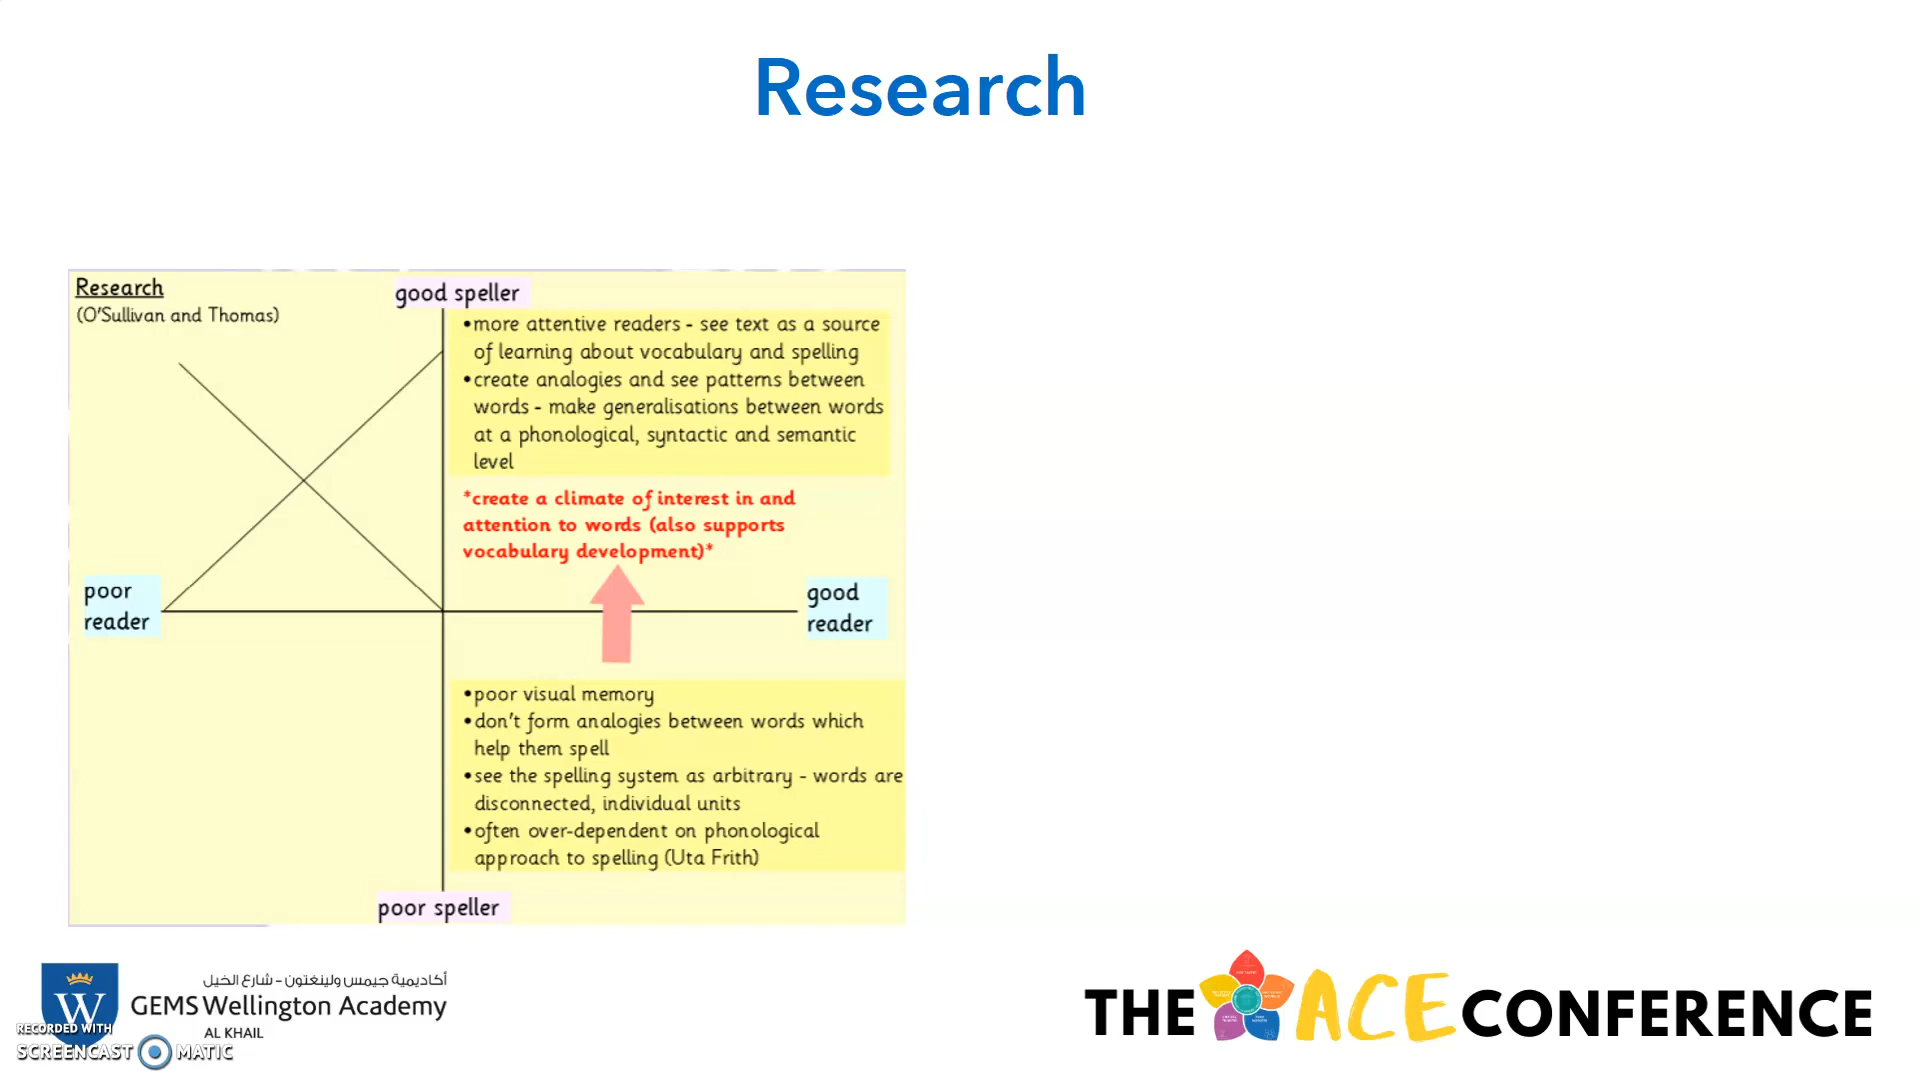 Research
Research
(O'Sullivan and Thomas)
good speller
•more attentive readers - see text as a source
of learning about vocabulary and spelling
•create analogies and see patterns between
words - make generalisations between words
at a phonological, syntactic and semantic
level
*create a climate of interest in and
attention to words (also supports
vocabulary development)*
poor
reader
good
reader
•poor visual memory
•don't form analogies between words which
help them spell
•see the spelling system as arbitrary - words are
disconnected, individual units
•often over-dependent on phonological
approach to spelling (Uta Frith)
poor speller
أكاديمية جيمس ولينغتون - شارع الخيل
W
GEMS Wellington Academy
AL KHAIL
RECORDED WITH
SCREENCAST MATIC
THE ACE CONFERENCE